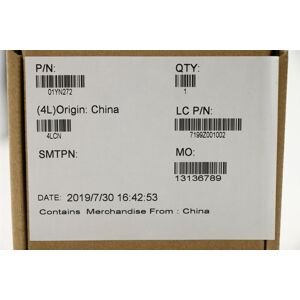 P/N: QTY:
01YN272 1
(4L)Origin: China LC P/N:
4LCN 7199Z001002
SMTPN: MO:
13136789
DATE: 2019/7/30 16:42:53
Contains Merchandise From : China